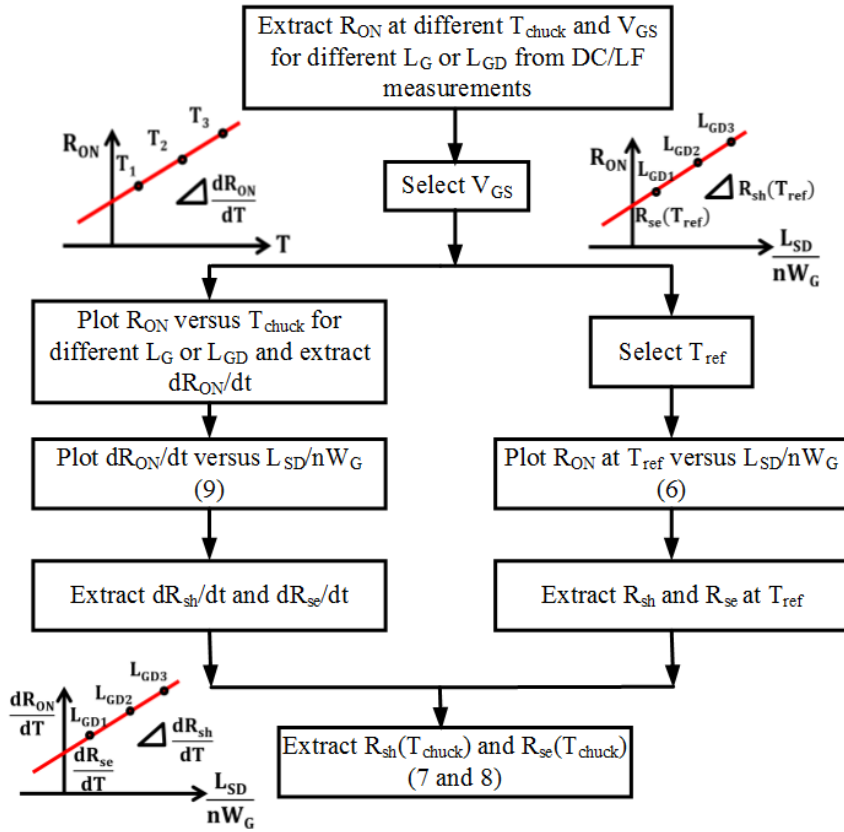 Extract R_ON at different T_chuck and V_GS
for different L_G or L_GD from DC/LF
measurements
R_ON
T_1
T_2
T_3
dR_ON
dT
T
Select V_GS
R_ON
L_GD1
L_GD2
L_GD3
R_sh(T_ref)
R_se(T_ref)
L_SD
nW_G
Plot R_ON versus T_chuck for
different L_G or L_GD and extract
dR_ON/dt
Select T_ref
Plot dR_ON/dt versus L_SD/nW_G
(9)
Plot R_ON at T_ref versus L_SD/nW_G
(6)
Extract dR_sh/dt and dR_se/dt
Extract R_sh and R_se at T_ref
dR_ON
dT
L_GD1
L_GD2
L_GD3
dR_sh
dT
dR_se
dT
L_SD
nW_G
Extract R_sh(T_chuck) and R_se(T_chuck)
(7 and 8)